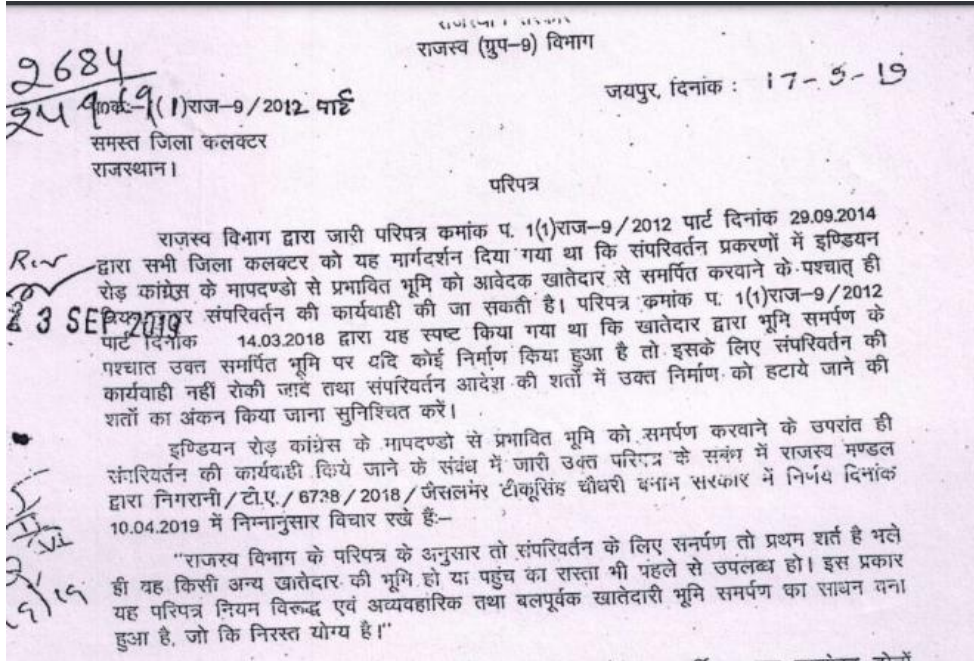 राजस्थान सरकार
राजस्व (ग्रुप-9) विभाग
2684
जयपुर, दिनांक : 17-9-19
1(1)राज-9/2012 पार्ट
समस्त जिला कलक्टर
राजस्थान।
परिपत्र
राजस्व विभाग द्वारा जारी परिपत्र कमांक प. 1(1)राज-9/2012 पार्ट दिनांक 29.09.2014
द्वारा सभी जिला कलक्टर को यह मार्गदर्शन दिया गया था कि संपरिवर्तन प्रकरणों में इण्डियन
रोड़ कांग्रेस के मापदण्डो से प्रभावित भूमि को आवेदक खातेदार से समर्पित करवाने के पश्चात् ही
संपरिवर्तन की कार्यवाही की जा सकती है। परिपत्र कमांक प. 1(1)राज-9/2012
23 SEP 2019
पार्ट दिनांक 14.03.2018 द्वारा यह स्पष्ट किया गया था कि खातेदार द्वारा भूमि समर्पण के
पश्चात उक्त समर्पित भूमि पर यदि कोई निर्माण किया हुआ है तो इसके लिए संपरिवर्तन की
कार्यवाही नहीं रोकी जावे तथा संपरिवर्तन आदेश की शर्तों में उक्त निर्माण को हटाये जाने की
शर्तों का अंकन किया जाना सुनिश्चित करें।
इण्डियन रोड़ कांग्रेस के मापदण्डो से प्रभावित भूमि को समर्पण करवाने के उपरांत ही
संपरिवर्तन की कार्यवाही किये जाने के संबंध में जारी उक्त परिपत्र के संबंध में राजस्व मण्डल
द्वारा निगरानी/टी.ए./6738/2018/जैसलमेर टीकूसिंह चौधरी बनाम सरकार में निर्णय दिनांक
10.04.2019 में निम्नानुसार विचार रखे हैं:-
"राजस्व विभाग के परिपत्र के अनुसार तो संपरिवर्तन के लिए समर्पण तो प्रथम शर्त है भले
ही वह किसी अन्य खातेदार की भूमि हो या पहुंच का रास्ता भी पहले से उपलब्ध हो। इस प्रकार
यह परिपत्र नियम विरूद्ध एवं अव्यवहारिक तथा बलपूर्वक खातेदारी भूमि समर्पण का साधन बना
हुआ है, जो कि निरस्त योग्य है।"